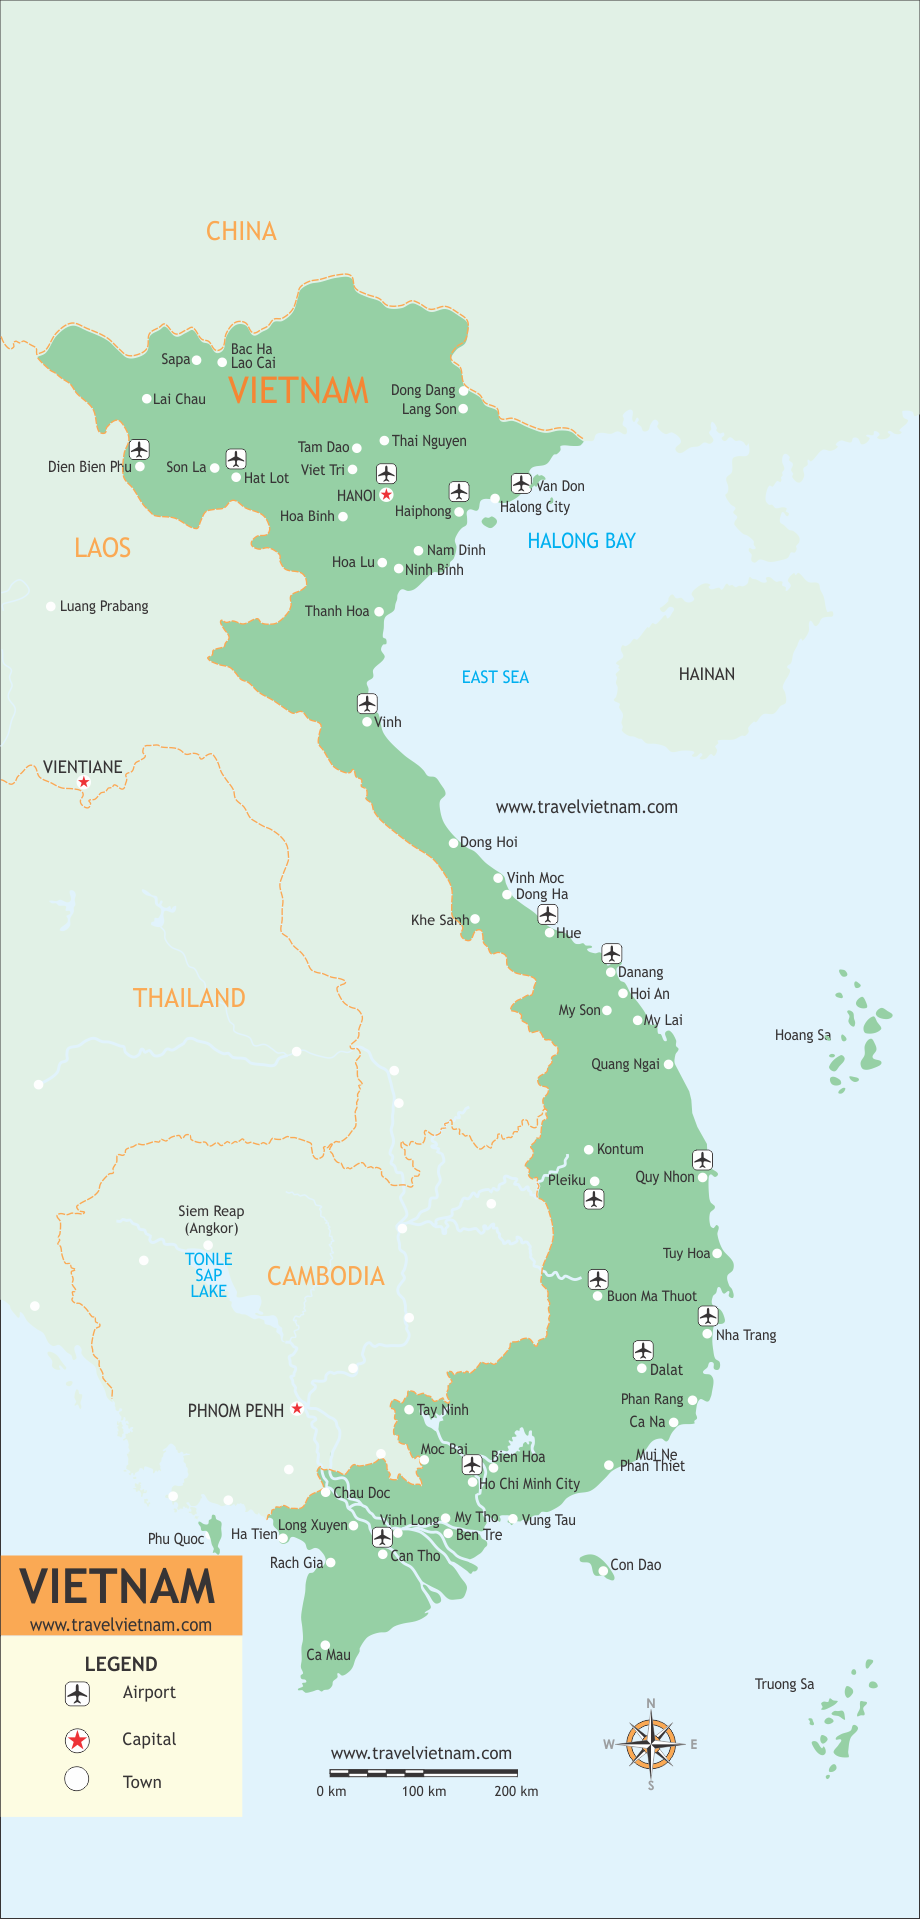 CHINA
Bac Ha
Sapa
Lao Cai
VIETNAM
Dong Dang
Lai Chau
Lang Son
Thai Nguyen
Tam Dao
Dien Bien Phu
Son La
Viet Tri
Hat Lot
Van Don
HANOI
Halong City
Haiphong
Hoa Binh
HALONG BAY
LAOS
Nam Dinh
Hoa Lu
Ninh Binh
Luang Prabang
Thanh Hoa
HAINAN
EAST SEA
Vinh
VIENTIANE
www.travelvietnam.com
Dong Hoi
Vinh Moc
Dong Ha
Khe Sanh
Hue
Danang
Hoi An
THAILAND
My Son
My Lai
Hoang Sa
Quang Ngai
Kontum
Quy Nhon
Pleiku
Siem Reap
(Angkor)
Tuy Hoa
TONLE
SAP
LAKE
CAMBODIA
Buon Ma Thuot
Nha Trang
Dalat
Phan Rang
PHNOM PENH
Tay Ninh
Ca Na
Moc Bai
Mui Ne
Bien Hoa
Phan Thiet
Ho Chi Minh City
Chau Doc
My Tho
Vung Tau
Vinh Long
Long Xuyen
Ha Tien
Ben Tre
Phu Quoc
Can Tho
Rach Gia
Con Dao
VIETNAM
www.travelvietnam.com
Ca Mau
LEGEND
Airport
Capital
Town
Truong Sa
N
W
E
S
www.travelvietnam.com
0 km
100 km
200 km